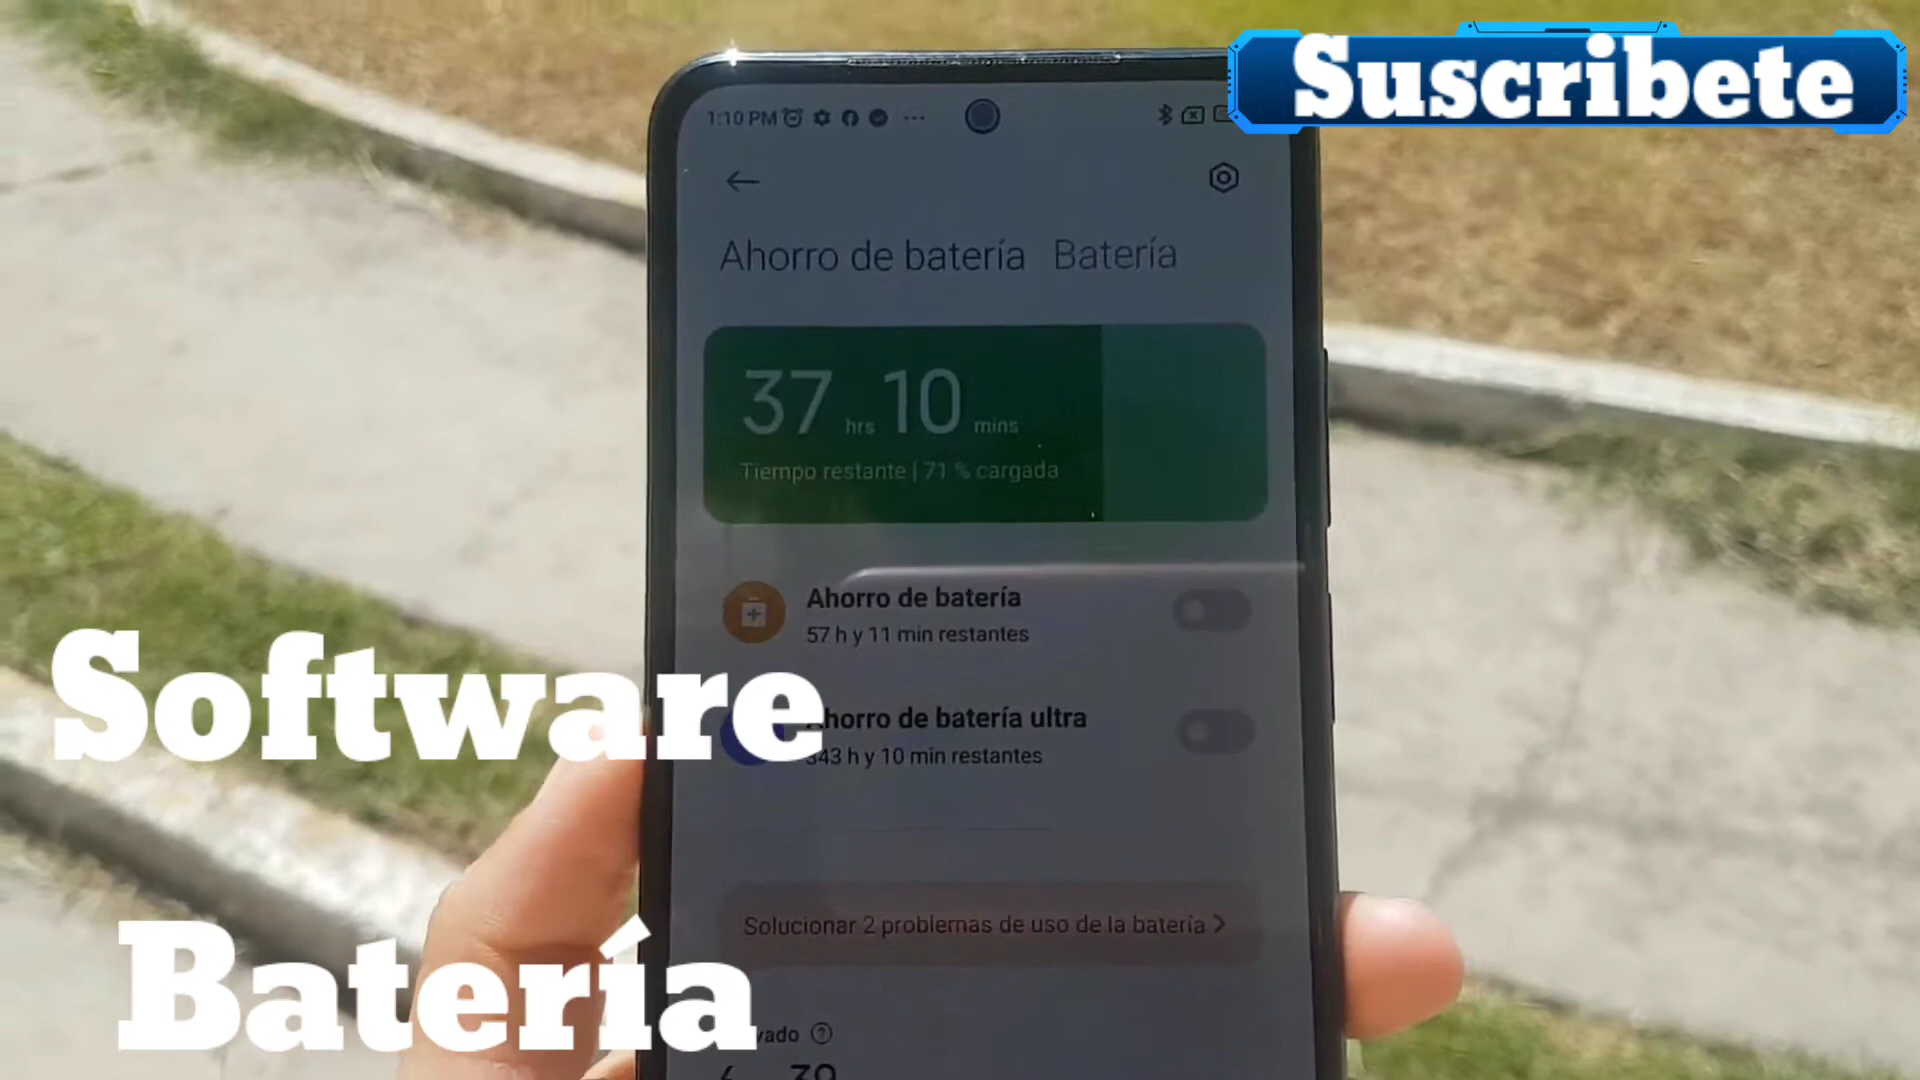 Suscribete
1:10 PM
Ahorro de batería Batería
37 hrs 10 mins
Tiempo restante | 71 % cargada
Ahorro de batería
57 h y 11 min restantes
Ahorro de batería ultra
343 h y 10 min restantes
Software
Solucionar 2 problemas de uso de la batería
Batería